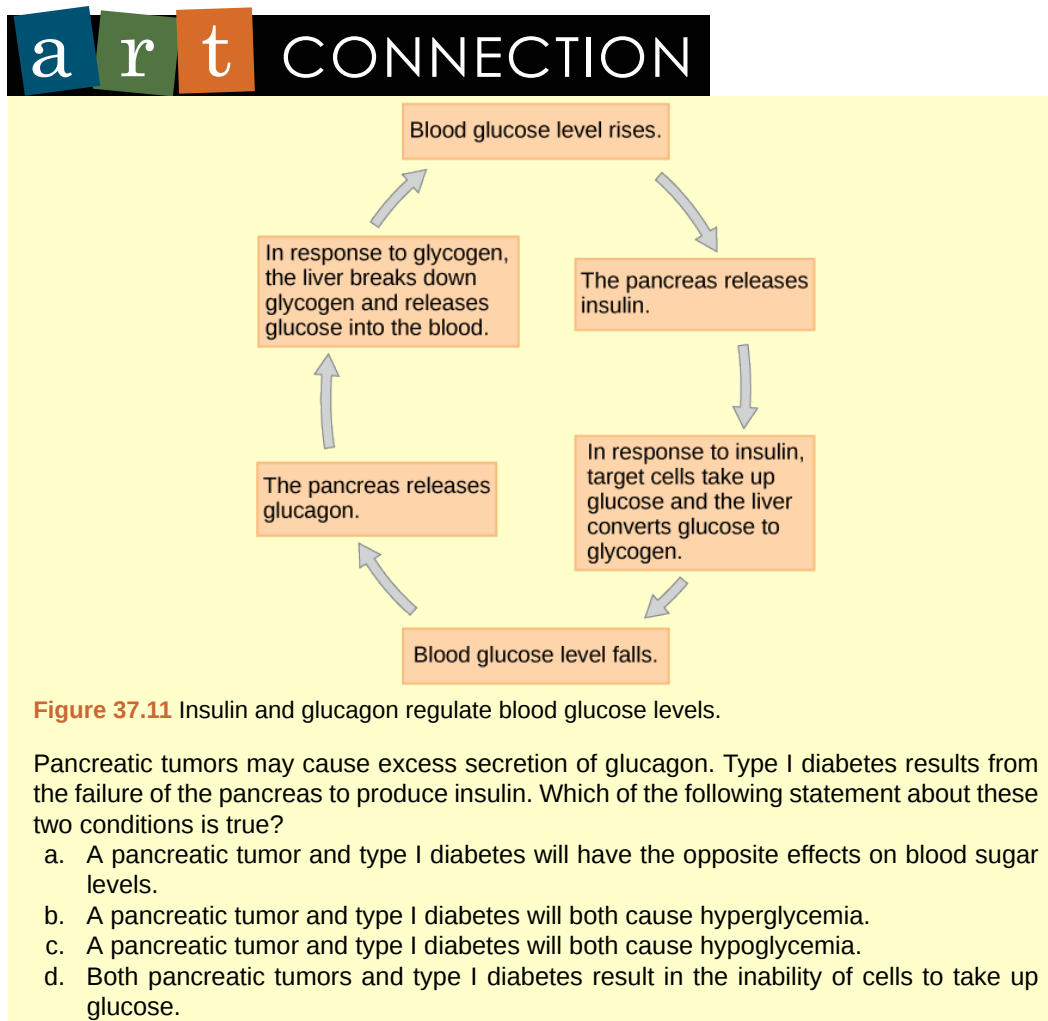 art CONNECTION
Blood glucose level rises.
In response to glycogen,
the liver breaks down
glycogen and releases
glucose into the blood.
The pancreas releases
insulin.
The pancreas releases
glucagon.
In response to insulin,
target cells take up
glucose and the liver
converts glucose to
glycogen.
Blood glucose level falls.
Figure 37.11 Insulin and glucagon regulate blood glucose levels.
Pancreatic tumors may cause excess secretion of glucagon. Type I diabetes results from
the failure of the pancreas to produce insulin. Which of the following statement about these
two conditions is true?
a. A pancreatic tumor and type I diabetes will have the opposite effects on blood sugar
levels.
b. A pancreatic tumor and type I diabetes will both cause hyperglycemia.
c. A pancreatic tumor and type I diabetes will both cause hypoglycemia.
d. Both pancreatic tumors and type I diabetes result in the inability of cells to take up
glucose.